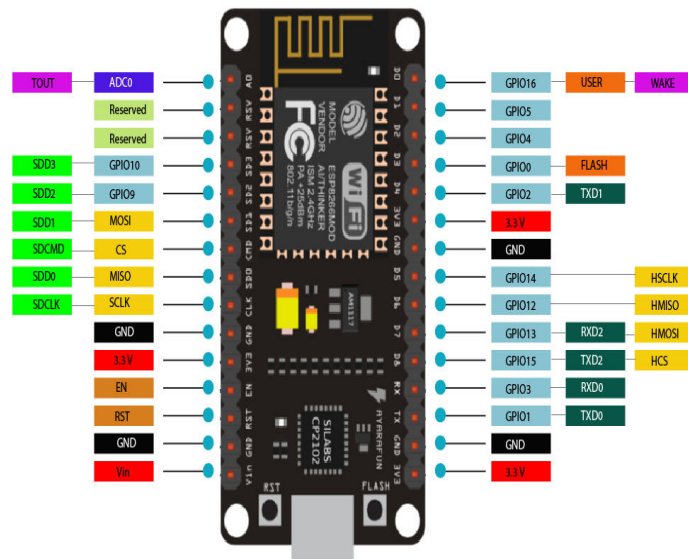 TOUT ADC0
Reserved
Reserved
SDD3 GPIO10
SDD2 GPIO9
SDD1 MOSI
SDCMD CS
SDD0 MISO
SDCLK SCLK
GND
3.3 V
EN
RST
GND
Vin
A0
RSV
RSV
SD3
SD2
SD1
CMD
SD0
CLK
GND
3V3
EN
RST
GND
Vin
MODEL
VENDOR
ESP8266MOD
AI/THINKER
ISM 2.4GHz
PA +25dBm
802.11b/g/n
FC
Wi Fi
AM1117
SiLABS
CP2102
AYARAFUN
RST
FLASH
D0
D1
D2
D3
D4
3V3
GND
D5
D6
D7
D8
RX
TX
GND
3V3
GPIO16 USER WAKE
GPIO5
GPIO4
GPIO0 FLASH
GPIO2 TXD1
3.3 V
GND
GPIO14 HSCLK
GPIO12 HMISO
GPIO13 RXD2 HMOSI
GPIO15 TXD2 HCS
GPIO3 RXD0
GPIO1 TXD0
GND
3.3 V